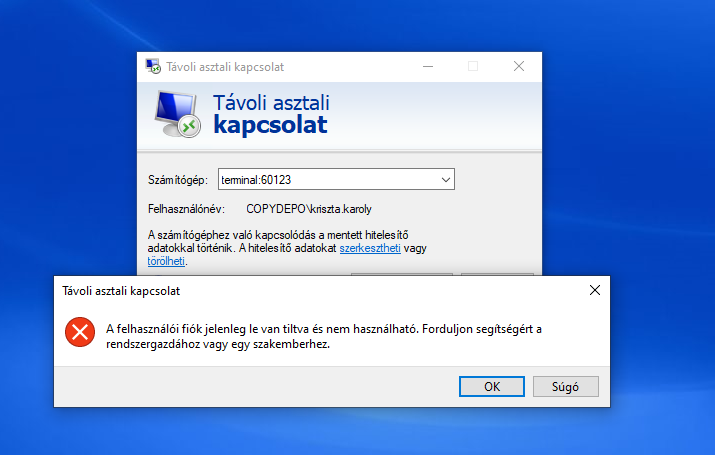 Távoli asztali kapcsolat
Távoli asztali
kapcsolat
Számítógép: terminal:60123
Felhasználónév: COPYDEPO\kriszta.karoly
A számítógéphez való kapcsolódás a mentett hitelesítő
adatokkal történik. A hitelesítő adatokat szerkesztheti vagy
törölheti.
Távoli asztali kapcsolat
A felhasználói fiók jelenleg le van tiltva és nem használható. Forduljon segítségért a
rendszergazdához vagy egy szakemberhez.
OK Súgó